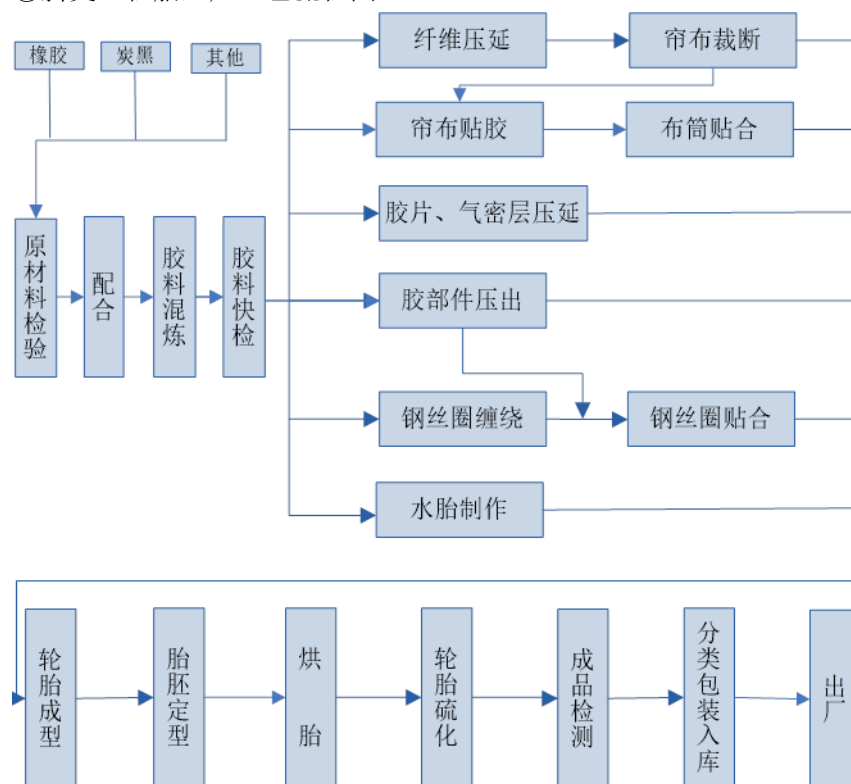 橡胶
炭黑
其他
纤维压延
帘布裁断
帘布贴胶
布筒贴合
胶片、气密层压延
原材料检验
配合
胶料混炼
胶料快检
胶部件压出
钢丝圈缠绕
钢丝圈贴合
水胎制作
轮胎成型
胎胚定型
烘胎
轮胎硫化
成品检测
分类包装入库
出厂